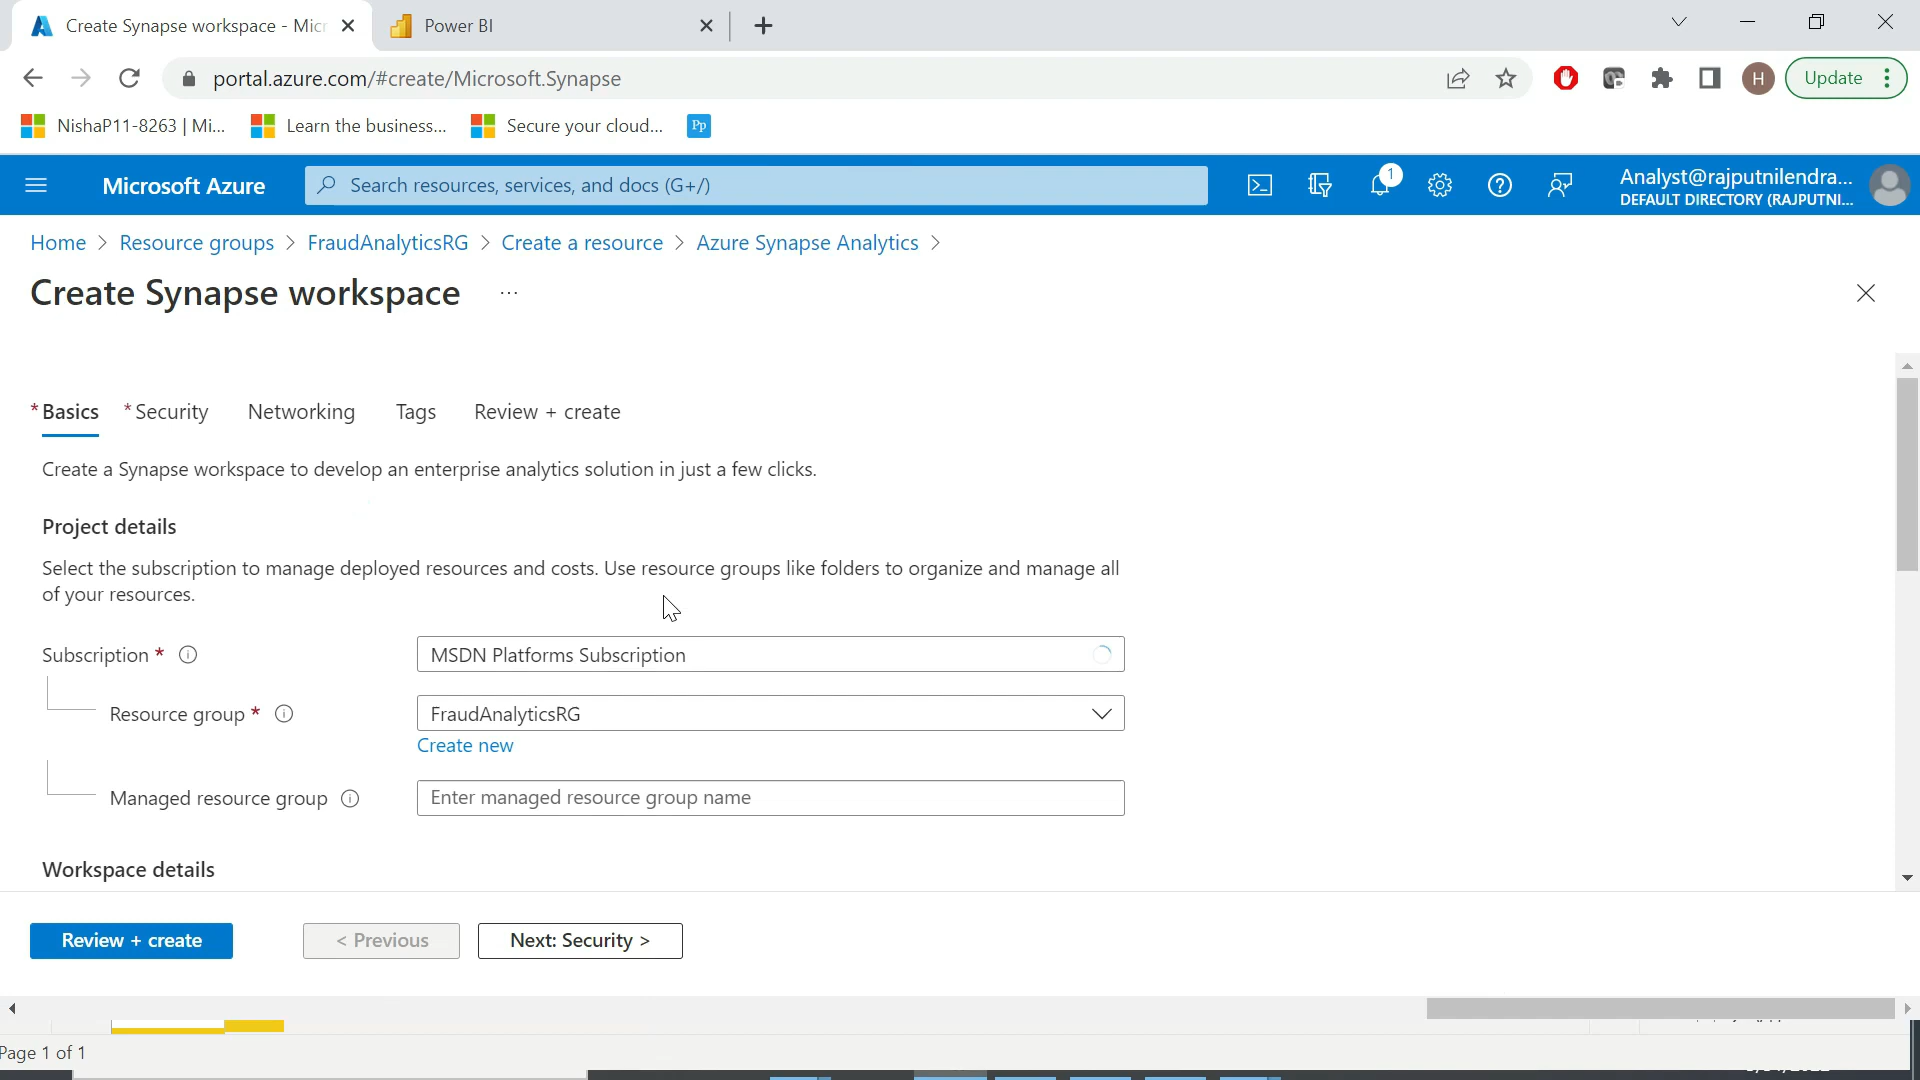 Create Synapse workspace - Micr
Power BI
portal.azure.com/#create/Microsoft.Synapse
Update
H
NishaP11-8263 | Mi...
Learn the business...
Secure your cloud...
Pp
Microsoft Azure
Search resources, services, and docs (G+/)
1
Analyst@rajputnilendra...
DEFAULT DIRECTORY (RAJPUTNI...
Home > Resource groups > FraudAnalyticsRG > Create a resource > Azure Synapse Analytics >
Create Synapse workspace ...
* Basics * Security Networking Tags Review + create
Create a Synapse workspace to develop an enterprise analytics solution in just a few clicks.
Project details
Select the subscription to manage deployed resources and costs. Use resource groups like folders to organize and manage all
of your resources.
Subscription *
MSDN Platforms Subscription
Resource group *
FraudAnalyticsRG
Create new
Managed resource group
Enter managed resource group name
Workspace details
Review + create
< Previous
Next: Security >
Page 1 of 1